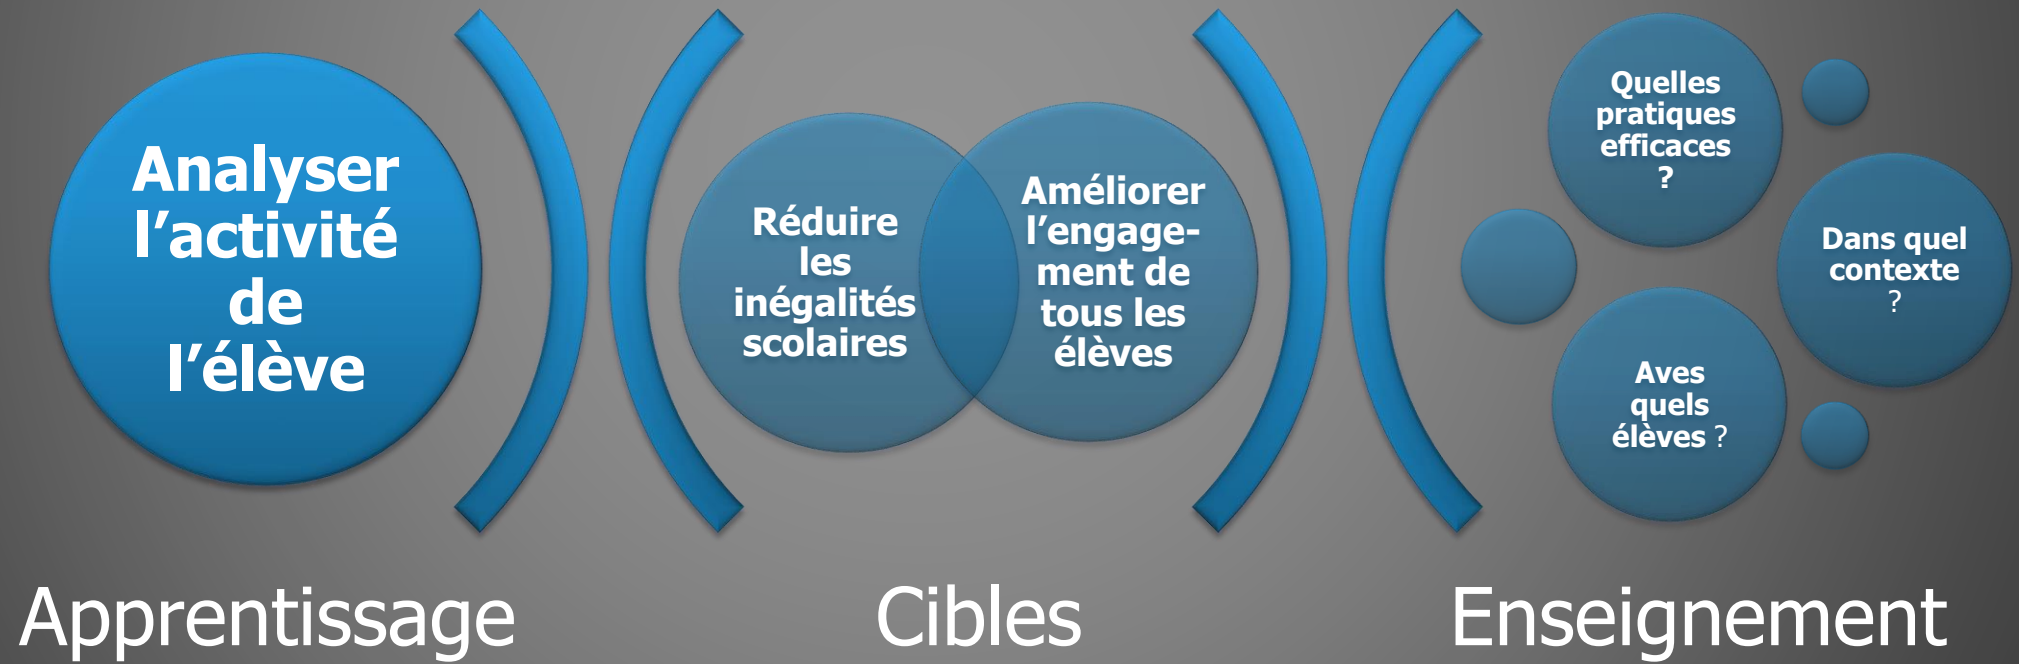 Analyser
l’activité
de
l’élève
Réduire
les
inégalités
scolaires
Améliorer
l’engage-
ment de
tous les
élèves
Quelles
pratiques
efficaces
?
Dans quel
contexte
?
Aves
quels
élèves ?
Apprentissage
Cibles
Enseignement